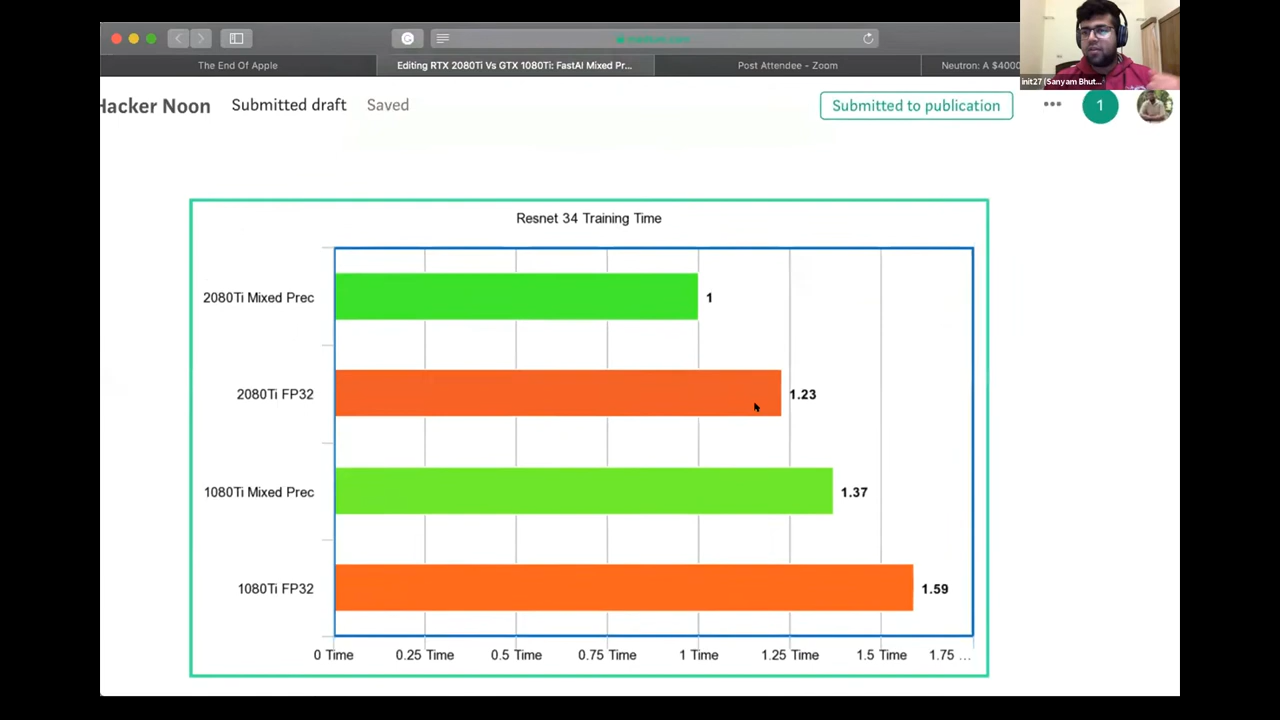 The End Of Apple
Editing RTX 2080Ti Vs GTX 1080Ti: FastAI Mixed Pr...
Post Attendee - Zoom
Neutron: A $4000
init27 (Sanyam Bhut...
Hacker Noon
Submitted draft
Saved
Submitted to publication
1
Resnet 34 Training Time
2080Ti Mixed Prec
1
2080Ti FP32
1.23
1080Ti Mixed Prec
1.37
1080Ti FP32
1.59
0 Time 0.25 Time 0.5 Time 0.75 Time 1 Time 1.25 Time 1.5 Time 1.75 ...